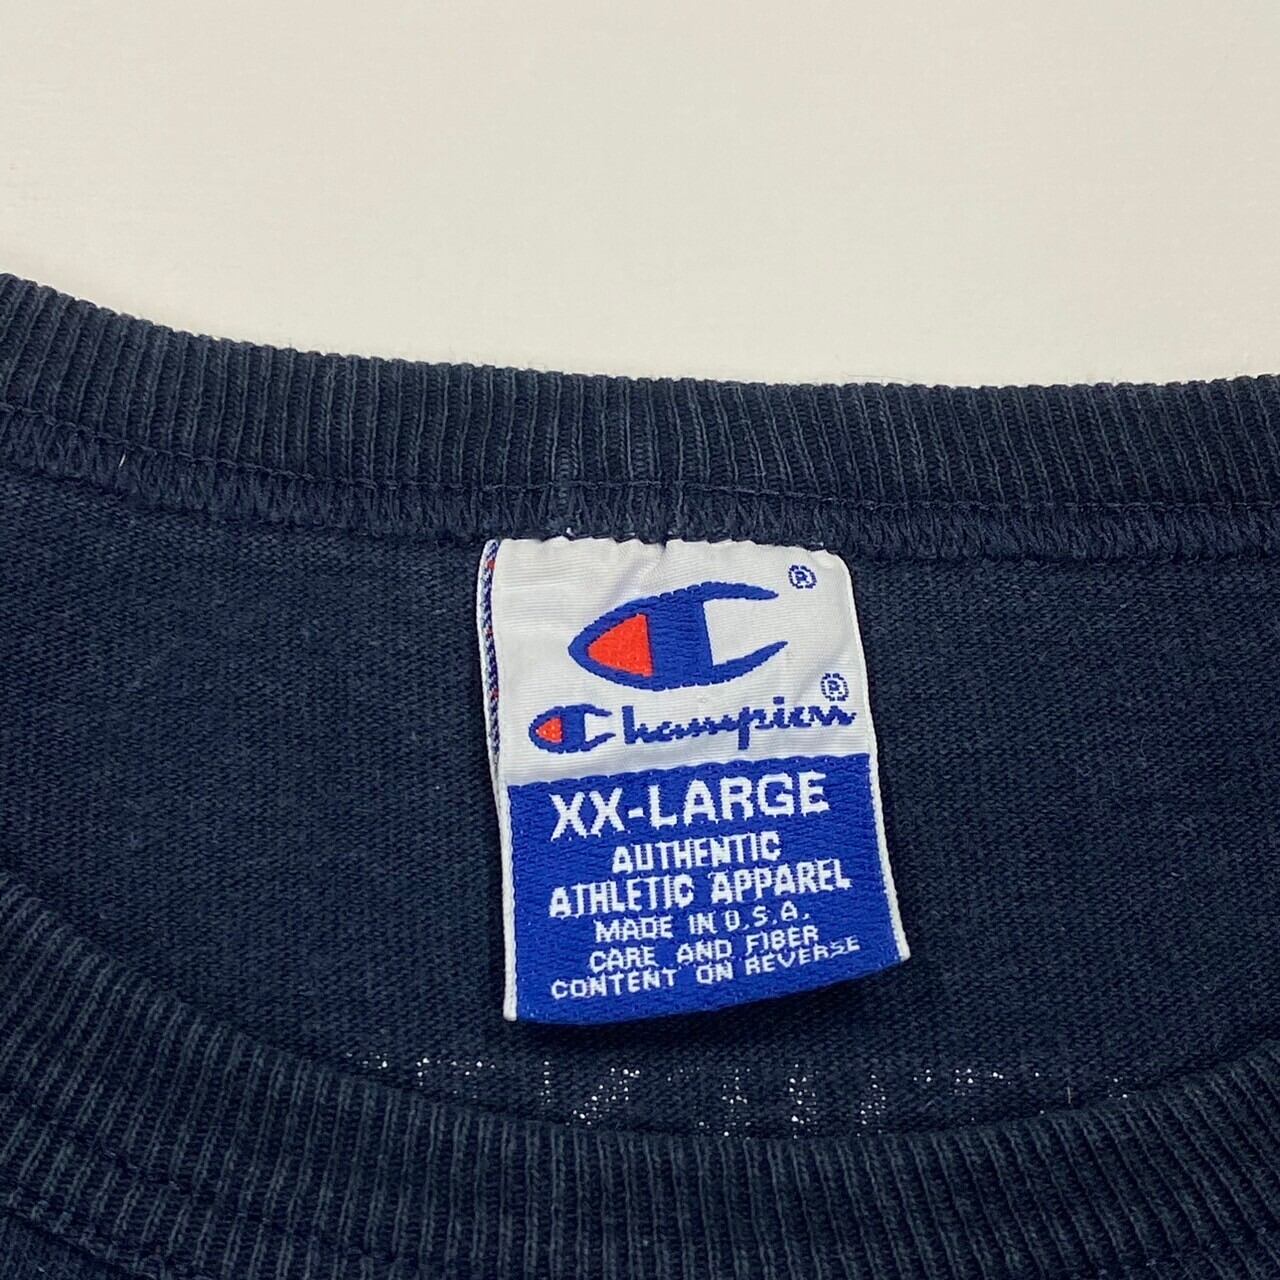 ®
Champion®
XX-LARGE
AUTHENTIC
ATHLETIC APPAREL
MADE IN U.S.A.
CARE AND FIBER
CONTENT ON REVERSE